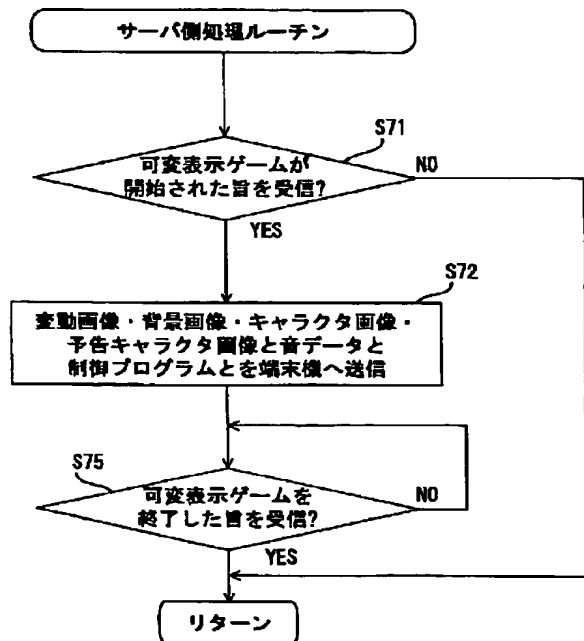 サーバ側処理ルーチン
S71
可変表示ゲームが
開始された旨を受信?
NO
YES
S72
変動画像・背景画像・キャラクタ画像・
予告キャラクタ画像と音データと
制御プログラムとを端末機へ送信
S75
可変表示ゲームを
終了した旨を受信?
NO
YES
リターン